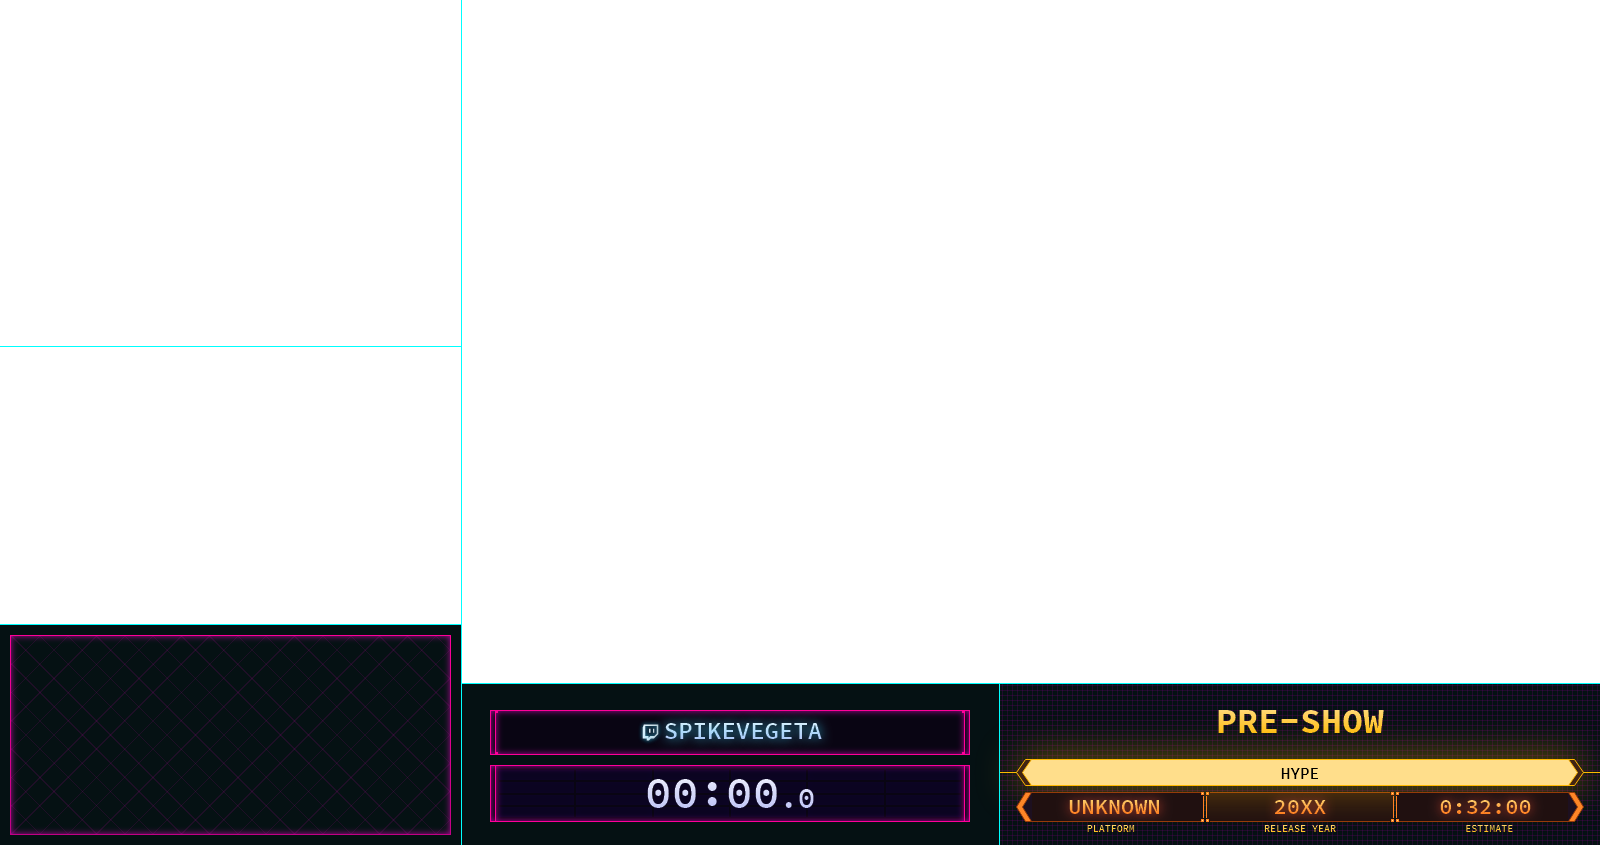 SPIKEVEGETA
00:00.0
PRE-SHOW
HYPE
UNKNOWN 20XX 0:32:00
PLATFORM RELEASE YEAR ESTIMATE